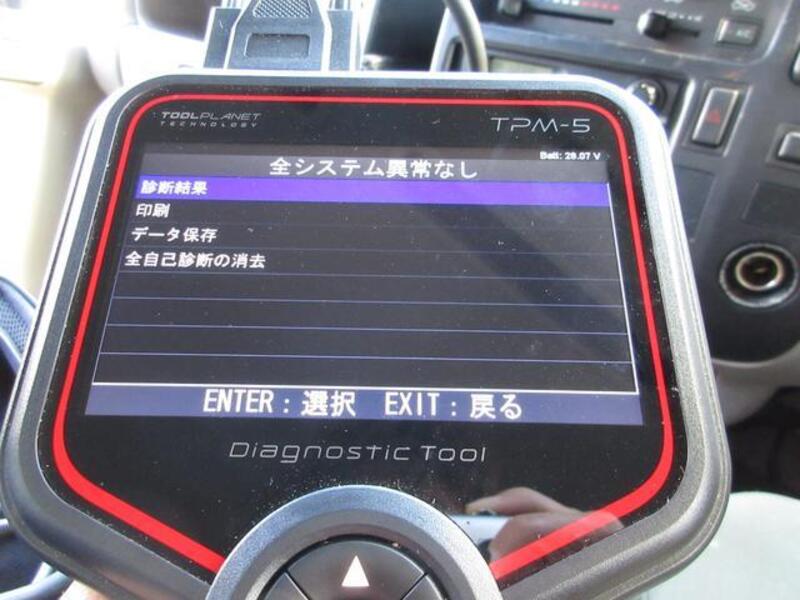 TOOLPLANET
TECHNOLOGY
TPM-5
Batt: 28.07 V
全システム異常なし
診断結果
印刷
データ保存
全自己診断の消去
ENTER：選択 EXIT：戻る
Diagnostic Tool